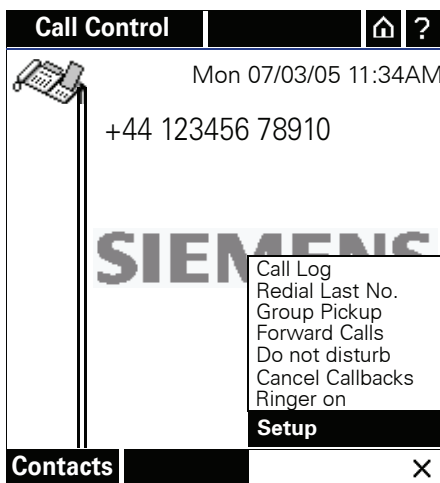 Call Control ?
Mon 07/03/05 11:34AM
+44 123456 78910
SIEMENS
Call Log
Redial Last No.
Group Pickup
Forward Calls
Do not disturb
Cancel Callbacks
Ringer on
Setup
Contacts